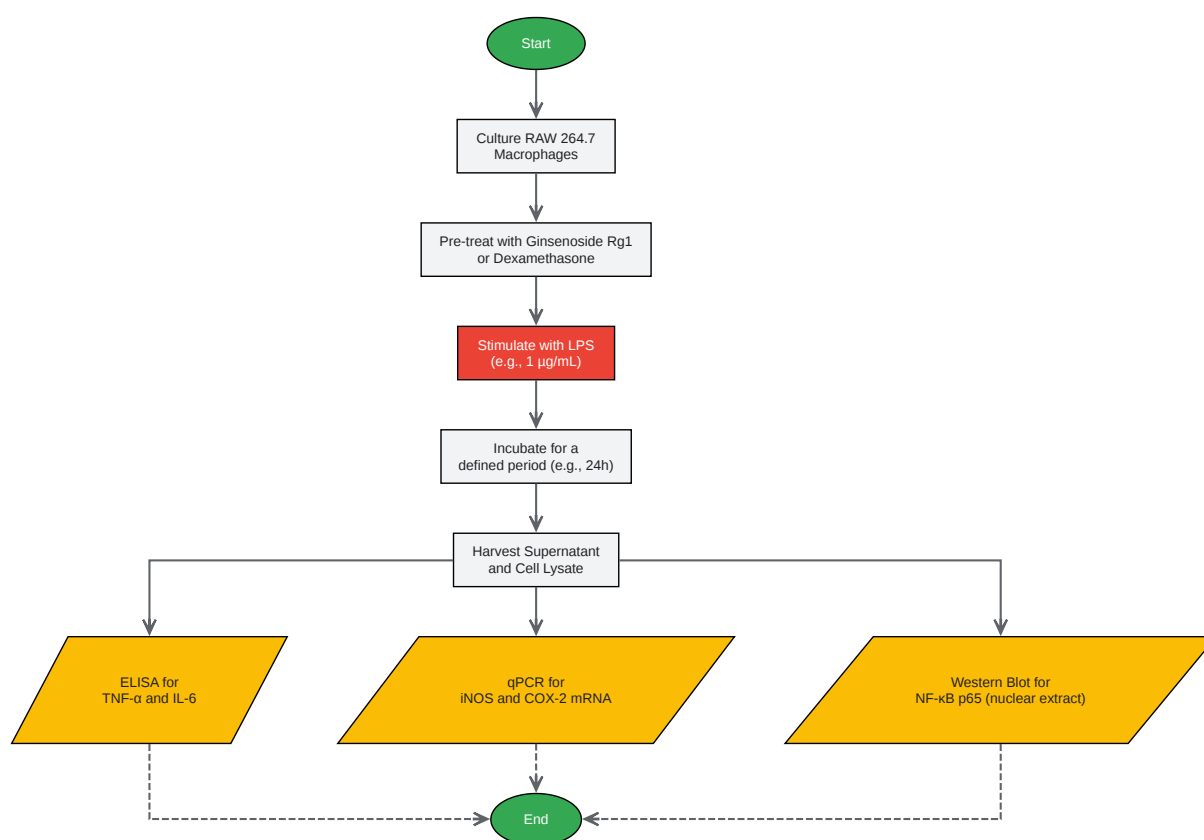 Start
Culture RAW 264.7
Macrophages
Pre-treat with Ginsenoside Rg1
or Dexamethasone
Stimulate with LPS
(e.g., 1 µg/mL)
Incubate for a
defined period (e.g., 24h)
Harvest Supernatant
and Cell Lysate
ELISA for
TNF-α and IL-6
qPCR for
iNOS and COX-2 mRNA
Western Blot for
NF-κB p65 (nuclear extract)
End